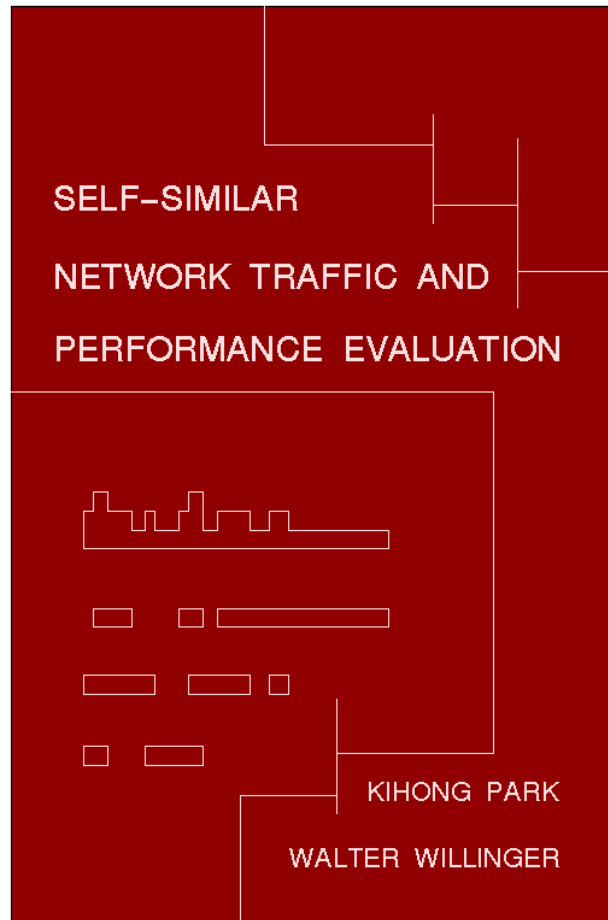 SELF-SIMILAR
NETWORK TRAFFIC AND
PERFORMANCE EVALUATION
KIHONG PARK
WALTER WILLINGER